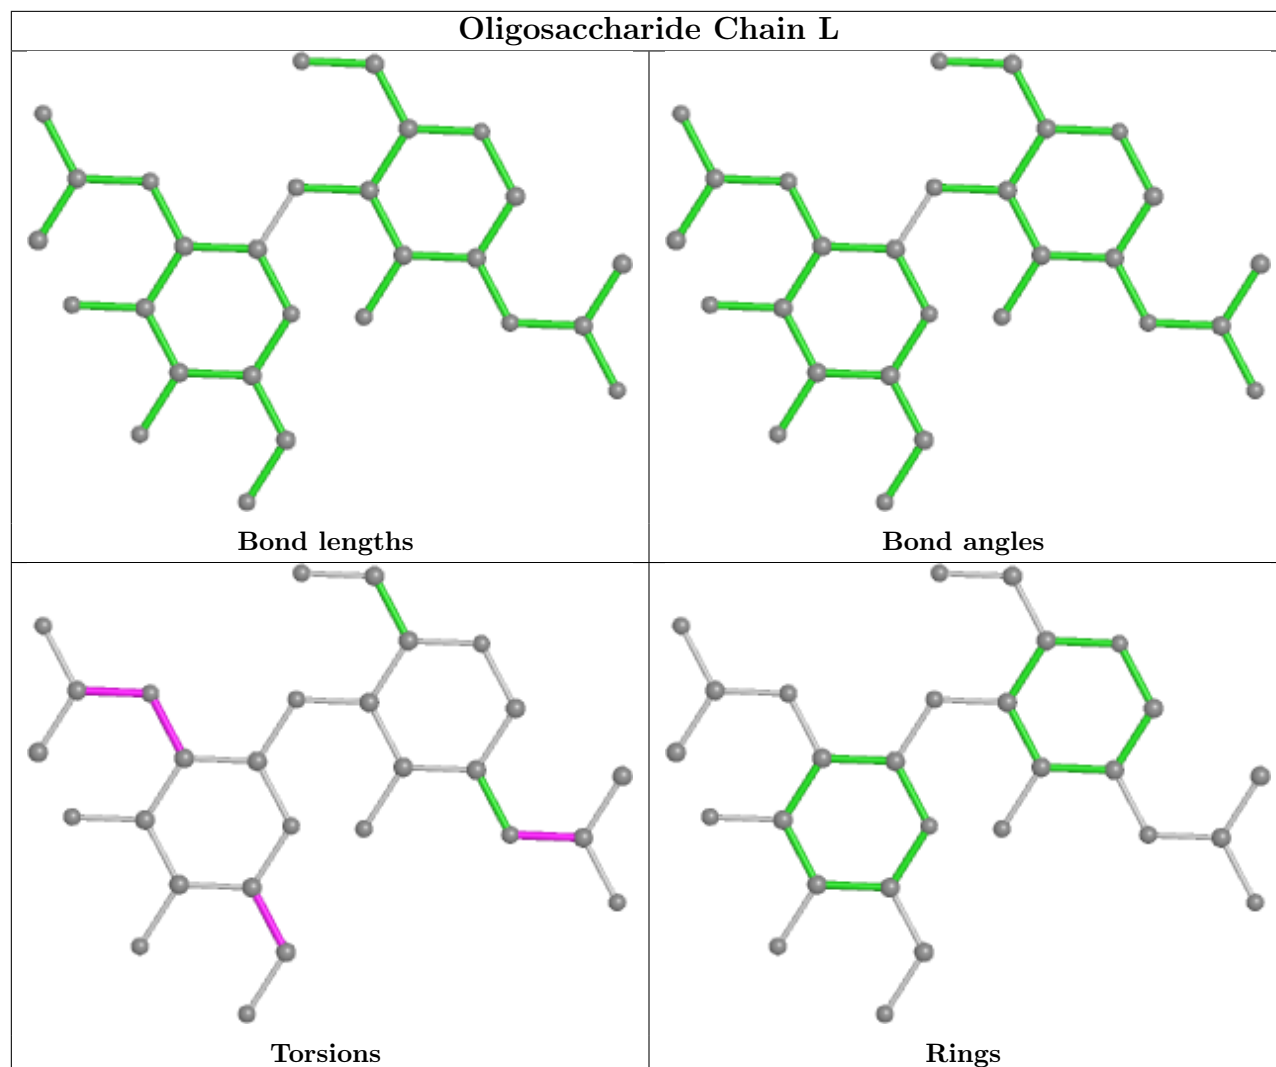 Oligosaccharide Chain L
Bond lengths
Bond angles
Torsions
Rings